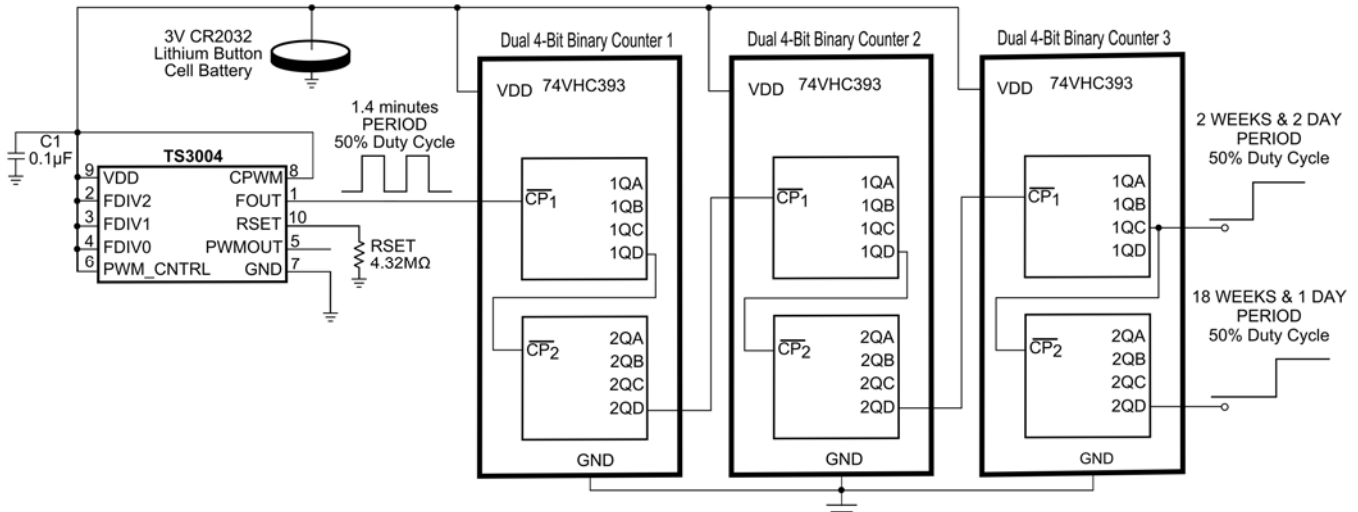 3V CR2032
Lithium Button
Cell Battery
C1
0.1µF
TS3004
9
VDD
CPWM
8
2
FDIV2
FOUT
1
3
FDIV1
RSET
10
4
FDIV0
PWMOUT
5
6
PWM_CNTRL
GND
7
RSET
4.32MΩ
1.4 minutes
PERIOD
50% Duty Cycle
Dual 4-Bit Binary Counter 1
VDD
74VHC393
CP1
1QA
1QB
1QC
1QD
CP2
2QA
2QB
2QC
2QD
GND
Dual 4-Bit Binary Counter 2
VDD
74VHC393
CP1
1QA
1QB
1QC
1QD
CP2
2QA
2QB
2QC
2QD
GND
Dual 4-Bit Binary Counter 3
VDD
74VHC393
CP1
1QA
1QB
1QC
1QD
CP2
2QA
2QB
2QC
2QD
GND
2 WEEKS & 2 DAY
PERIOD
50% Duty Cycle
18 WEEKS & 1 DAY
PERIOD
50% Duty Cycle